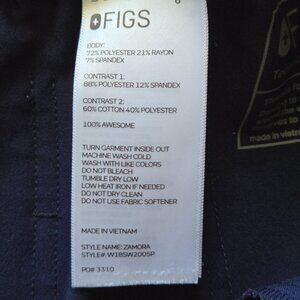 FIGS
BODY:
72% POLYESTER 21% RAYON
7% SPANDEX
CONTRAST 1:
88% POLYESTER 12% SPANDEX
CONTRAST 2:
60% COTTON 40% POLYESTER
100% AWESOME
TURN GARMENT INSIDE OUT
MACHINE WASH COLD
WASH WITH LIKE COLORS
DO NOT BLEACH
TUMBLE DRY LOW
LOW HEAT IRON IF NEEDED
DO NOT DRY CLEAN
DO NOT USE FABRIC SOFTENER
MADE IN VIETNAM
STYLE NAME: ZAMORA
STYLE #: W18SW2005P
PO# 3310
made in